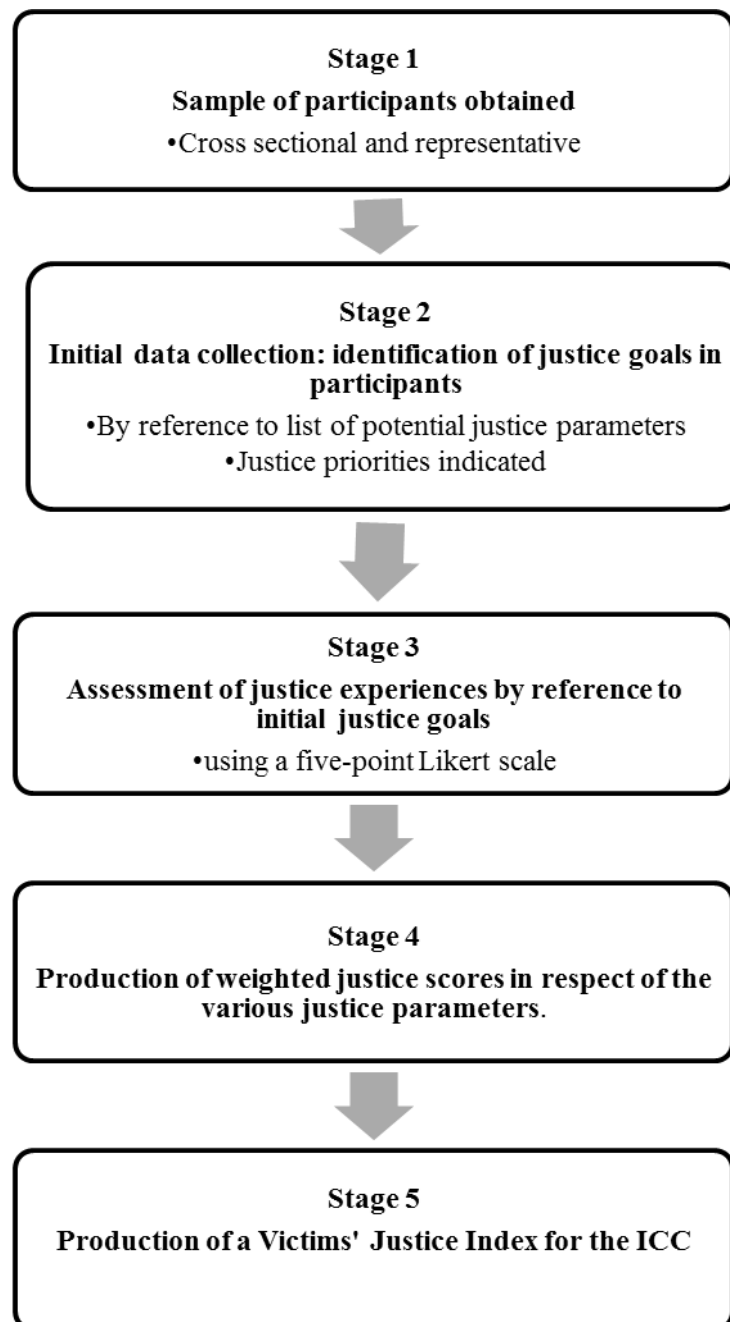 Stage 1
Sample of participants obtained
•Cross sectional and representative
Stage 2
Initial data collection: identification of justice goals in
participants
•By reference to list of potential justice parameters
•Justice priorities indicated
Stage 3
Assessment of justice experiences by reference to
initial justice goals
•using a five-point Likert scale
Stage 4
Production of weighted justice scores in respect of the
various justice parameters.
Stage 5
Production of a Victims' Justice Index for the ICC